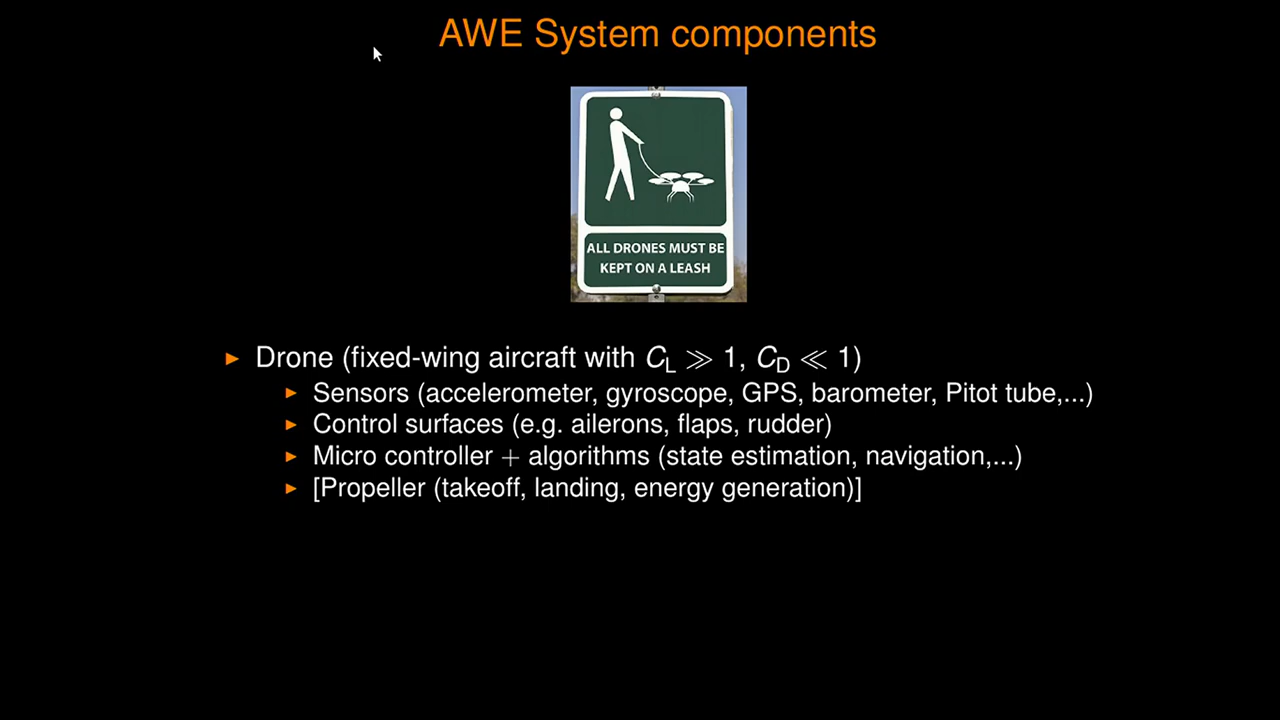 AWE System components
ALL DRONES MUST BE
KEPT ON A LEASH
▶ Drone (fixed-wing aircraft with C_L ≫ 1, C_D ≪ 1)
▶ Sensors (accelerometer, gyroscope, GPS, barometer, Pitot tube,...)
▶ Control surfaces (e.g. ailerons, flaps, rudder)
▶ Micro controller + algorithms (state estimation, navigation,...)
▶ [Propeller (takeoff, landing, energy generation)]